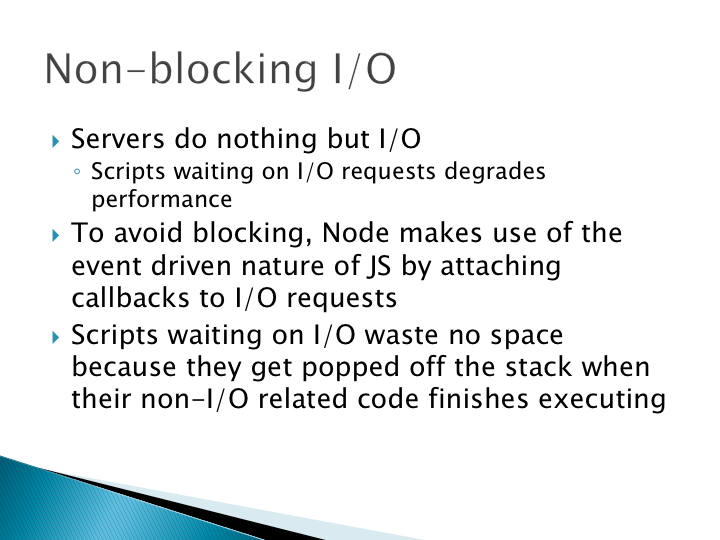 Non-blocking I/O
Servers do nothing but I/O
Scripts waiting on I/O requests degrades
performance
To avoid blocking, Node makes use of the
event driven nature of JS by attaching
callbacks to I/O requests
Scripts waiting on I/O waste no space
because they get popped off the stack when
their non-I/O related code finishes executing